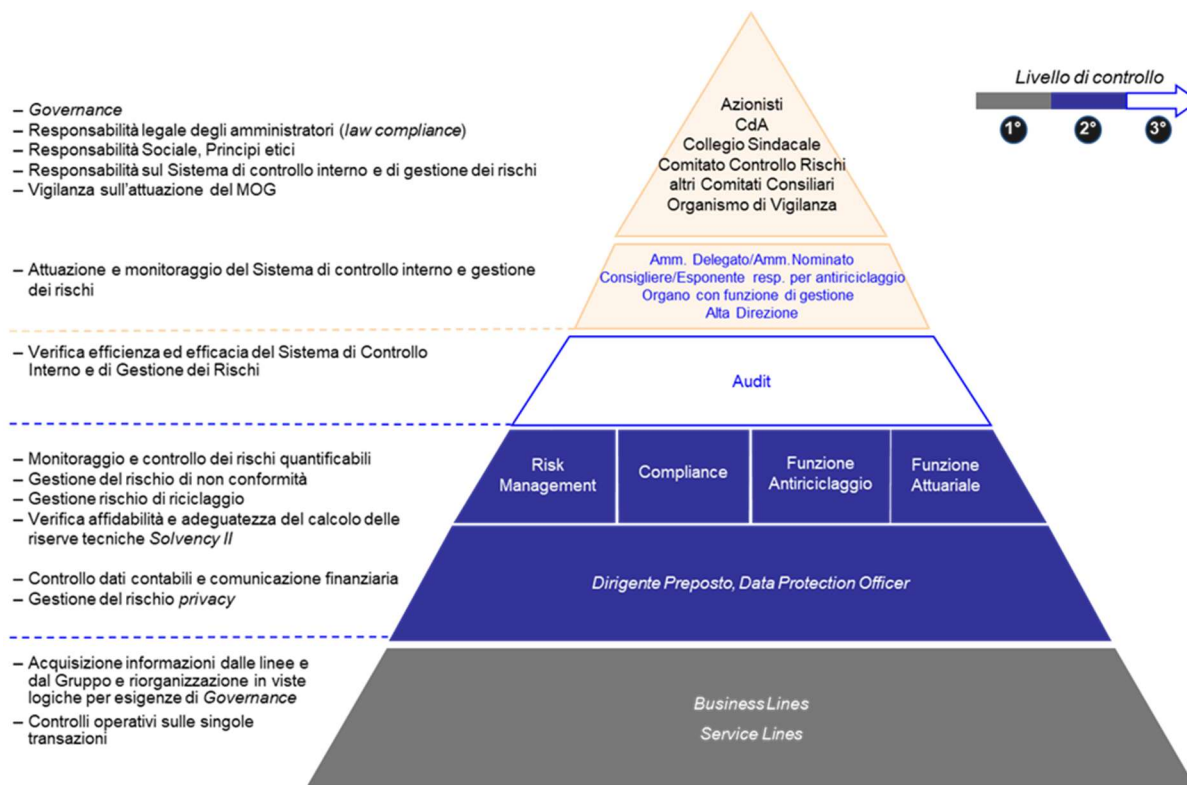 Livello di controllo
1°
2°
3°
– Governance
– Responsabilità legale degli amministratori (law compliance)
– Responsabilità Sociale, Principi etici
– Responsabilità sul Sistema di controllo interno e di gestione dei rischi
– Vigilanza sull'attuazione del MOG
Azionisti
CdA
Collegio Sindacale
Comitato Controllo Rischi
altri Comitati Consiliari
Organismo di Vigilanza
– Attuazione e monitoraggio del Sistema di controllo interno e gestione
dei rischi
Amm. Delegato/Amm.Nominato
Consigliere/Esponente resp. per antiriciclaggio
Organo con funzione di gestione
Alta Direzione
– Verifica efficienza ed efficacia del Sistema di Controllo
Interno e di Gestione dei Rischi
Audit
– Monitoraggio e controllo dei rischi quantificabili
– Gestione del rischio di non conformità
– Gestione rischio di riciclaggio
– Verifica affidabilità e adeguatezza del calcolo delle
riserve tecniche Solvency II
Risk
Management
Compliance
Funzione
Antiriciclaggio
Funzione
Attuariale
– Controllo dati contabili e comunicazione finanziaria
– Gestione del rischio privacy
Dirigente Preposto, Data Protection Officer
– Acquisizione informazioni dalle linee e
dal Gruppo e riorganizzazione in viste
logiche per esigenze di Governance
– Controlli operativi sulle singole
transazioni
Business Lines
Service Lines